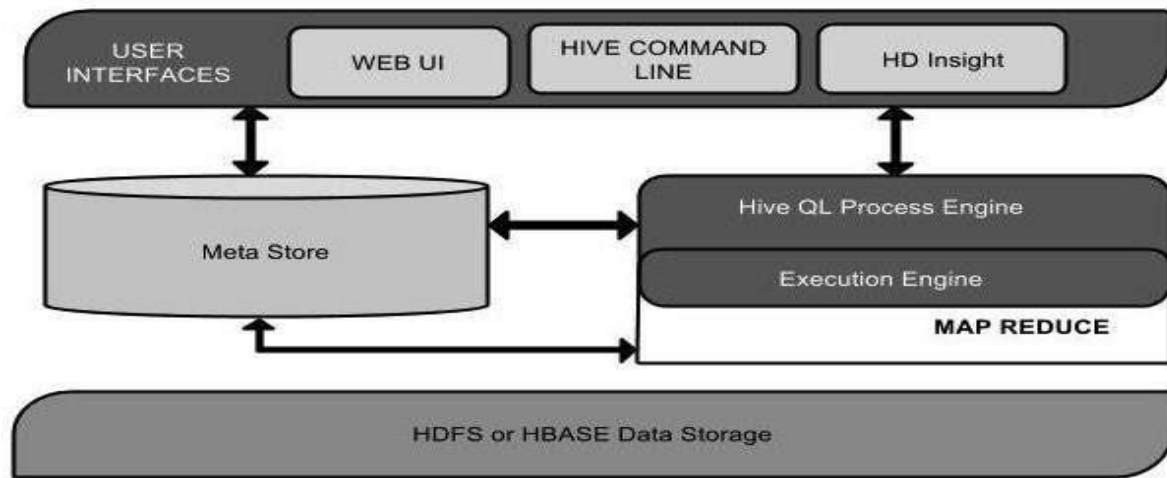 USER
INTERFACES
WEB UI
HIVE COMMAND
LINE
HD Insight
Meta Store
Hive QL Process Engine
Execution Engine
MAP REDUCE
HDFS or HBASE Data Storage